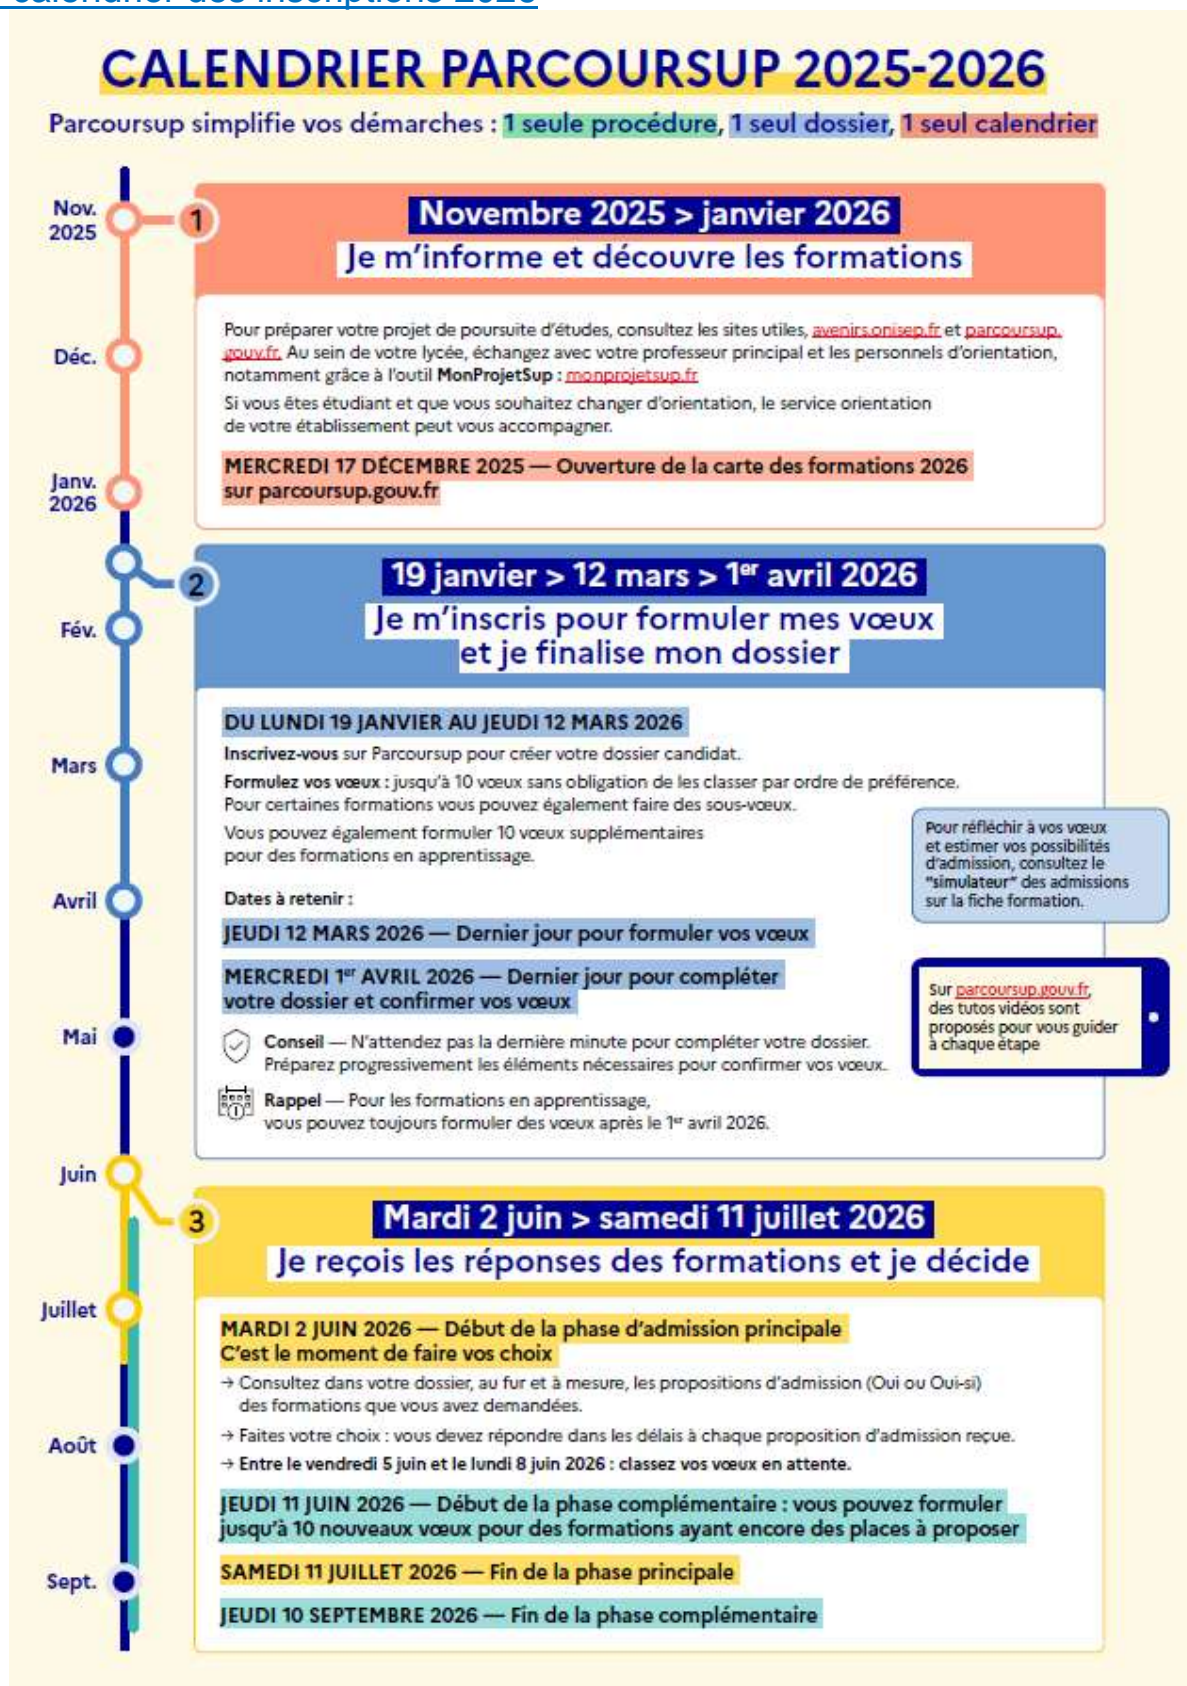 calendrier des inscriptions 2026
CALENDRIER PARCOURSUP 2025-2026
Parcoursup simplifie vos démarches : 1 seule procédure, 1 seul dossier, 1 seul calendrier
Nov.
2025
Déc.
Janv.
2026
Fév.
Mars
Avril
Mai
Juin
Juillet
Août
Sept.
1
Novembre 2025 > janvier 2026
Je m'informe et découvre les formations
Pour préparer votre projet de poursuite d'études, consultez les sites utiles, avenirs.onisep.fr et parcoursup.
gouv.fr. Au sein de votre lycée, échangez avec votre professeur principal et les personnels d'orientation,
notamment grâce à l'outil MonProjetSup : monprojetsup.fr
Si vous êtes étudiant et que vous souhaitez changer d'orientation, le service orientation
de votre établissement peut vous accompagner.
MERCREDI 17 DÉCEMBRE 2025 — Ouverture de la carte des formations 2026
sur parcoursup.gouv.fr
2
19 janvier > 12 mars > 1er avril 2026
Je m'inscris pour formuler mes vœux
et je finalise mon dossier
DU LUNDI 19 JANVIER AU JEUDI 12 MARS 2026
Inscrivez-vous sur Parcoursup pour créer votre dossier candidat.
Formulez vos vœux : jusqu'à 10 vœux sans obligation de les classer par ordre de préférence.
Pour certaines formations vous pouvez également faire des sous-vœux.
Vous pouvez également formuler 10 vœux supplémentaires
pour des formations en apprentissage.
Dates à retenir :
JEUDI 12 MARS 2026 — Dernier jour pour formuler vos vœux
MERCREDI 1er AVRIL 2026 — Dernier jour pour compléter
votre dossier et confirmer vos vœux
Conseil — N'attendez pas la dernière minute pour compléter votre dossier.
Préparez progressivement les éléments nécessaires pour confirmer vos vœux.
Rappel — Pour les formations en apprentissage,
vous pouvez toujours formuler des vœux après le 1er avril 2026.
Pour réfléchir à vos vœux
et estimer vos possibilités
d'admission, consultez le
"simulateur" des admissions
sur la fiche formation.
Sur parcoursup.gouv.fr,
des tutos vidéos sont
proposés pour vous guider
à chaque étape
3
Mardi 2 juin > samedi 11 juillet 2026
Je reçois les réponses des formations et je décide
MARDI 2 JUIN 2026 — Début de la phase d'admission principale
C'est le moment de faire vos choix
→ Consultez dans votre dossier, au fur et à mesure, les propositions d'admission (Oui ou Oui-si)
des formations que vous avez demandées.
→ Faites votre choix : vous devez répondre dans les délais à chaque proposition d'admission reçue.
→ Entre le vendredi 5 juin et le lundi 8 juin 2026 : classez vos vœux en attente.
JEUDI 11 JUIN 2026 — Début de la phase complémentaire : vous pouvez formuler
jusqu'à 10 nouveaux vœux pour des formations ayant encore des places à proposer
SAMEDI 11 JUILLET 2026 — Fin de la phase principale
JEUDI 10 SEPTEMBRE 2026 — Fin de la phase complémentaire